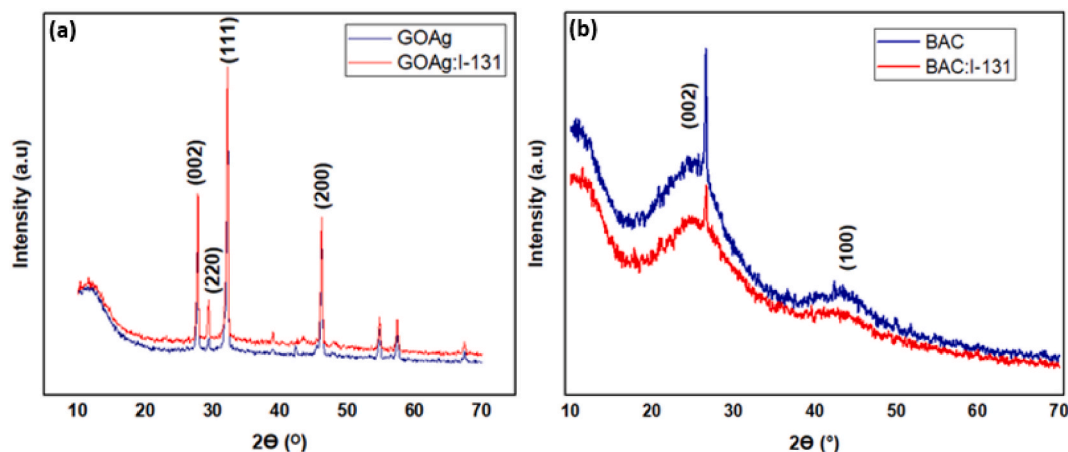 (a)
GOAg
GOAg:I-131
(111)
(002)
(220)
(200)
Intensity (a.u)
10 20 30 40 50 60 70
2Θ (O)
(b)
BAC
BAC:I-131
(002)
(100)
Intensity (a.u)
10 20 30 40 50 60 70
2Θ (°)